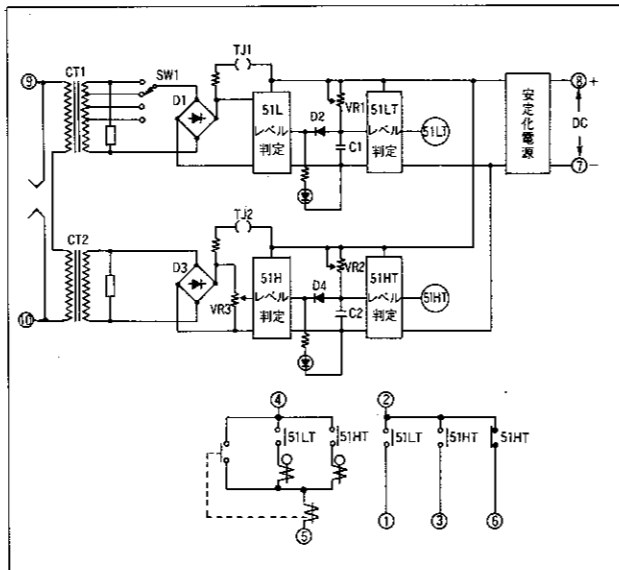 CT1
SW1
TJ1
⑨
D1
51L
レベル
判定
D2
VR1
C1
51LT
レベル
判定
51LT
安定化電源
⑧ +
DC
⑦ −
TJ2
CT2
⑩
D3
VR3
51H
レベル
判定
D4
VR2
C2
51HT
レベル
判定
51HT
④
②
51LT
51HT
51LT
51HT
51HT
⑤
①
③
⑥